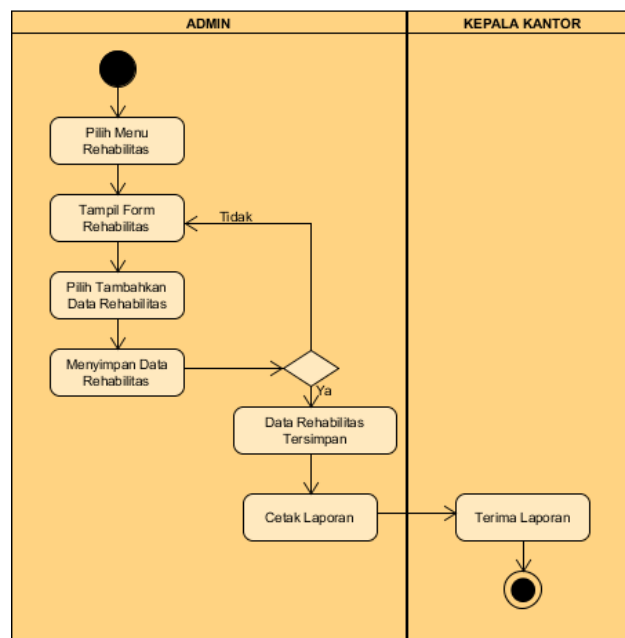 ADMIN
KEPALA KANTOR
Pilih Menu
Rehabilitas
Tampil Form
Rehabilitas
Tidak
Pilih Tambahkan
Data Rehabilitas
Menyimpan Data
Rehabilitas
Ya
Data Rehabilitas
Tersimpan
Cetak Laporan
Terima Laporan